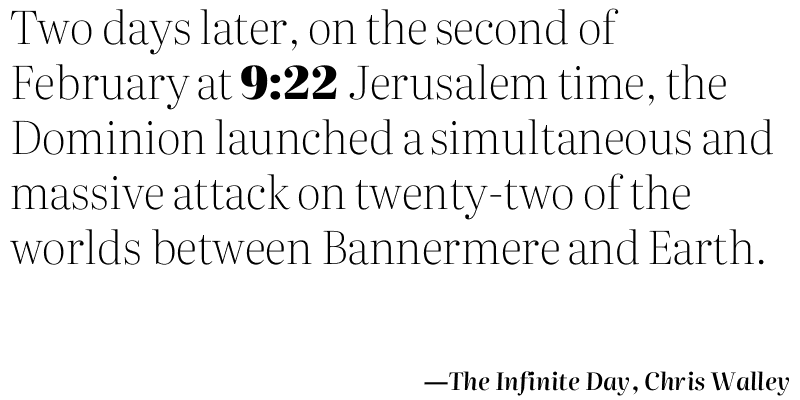 Two days later, on the second of
February at 9:22 Jerusalem time, the
Dominion launched a simultaneous and
massive attack on twenty-two of the
worlds between Bannermere and Earth.
—The Infinite Day, Chris Walley